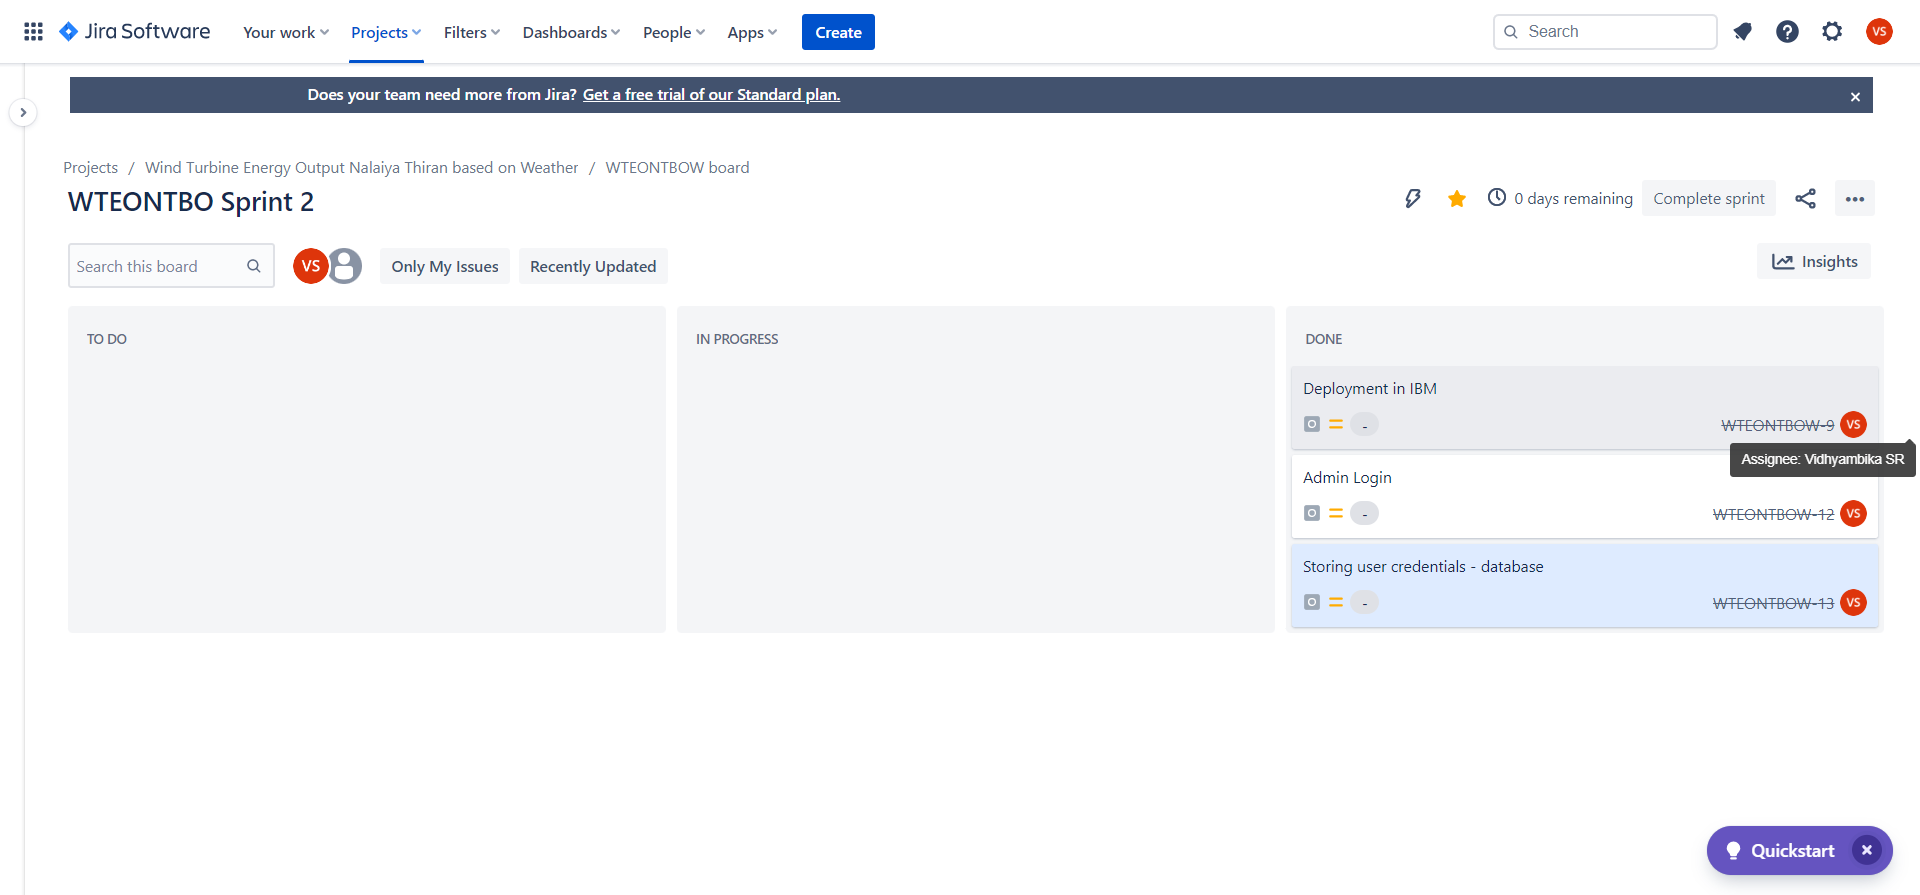 Jira Software Your work Projects Filters Dashboards People Apps Create Search VS
Does your team need more from Jira? Get a free trial of our Standard plan.
Projects / Wind Turbine Energy Output Nalaiya Thiran based on Weather / WTEONTBOW board
WTEONTBO Sprint 2
0 days remaining Complete sprint
Search this board VS Only My Issues Recently Updated Insights
TO DO IN PROGRESS DONE
Deployment in IBM
- WTEONTBOW-9 VS
Assignee: Vidhyambika SR
Admin Login
- WTEONTBOW-12 VS
Storing user credentials - database
- WTEONTBOW-13 VS
Quickstart